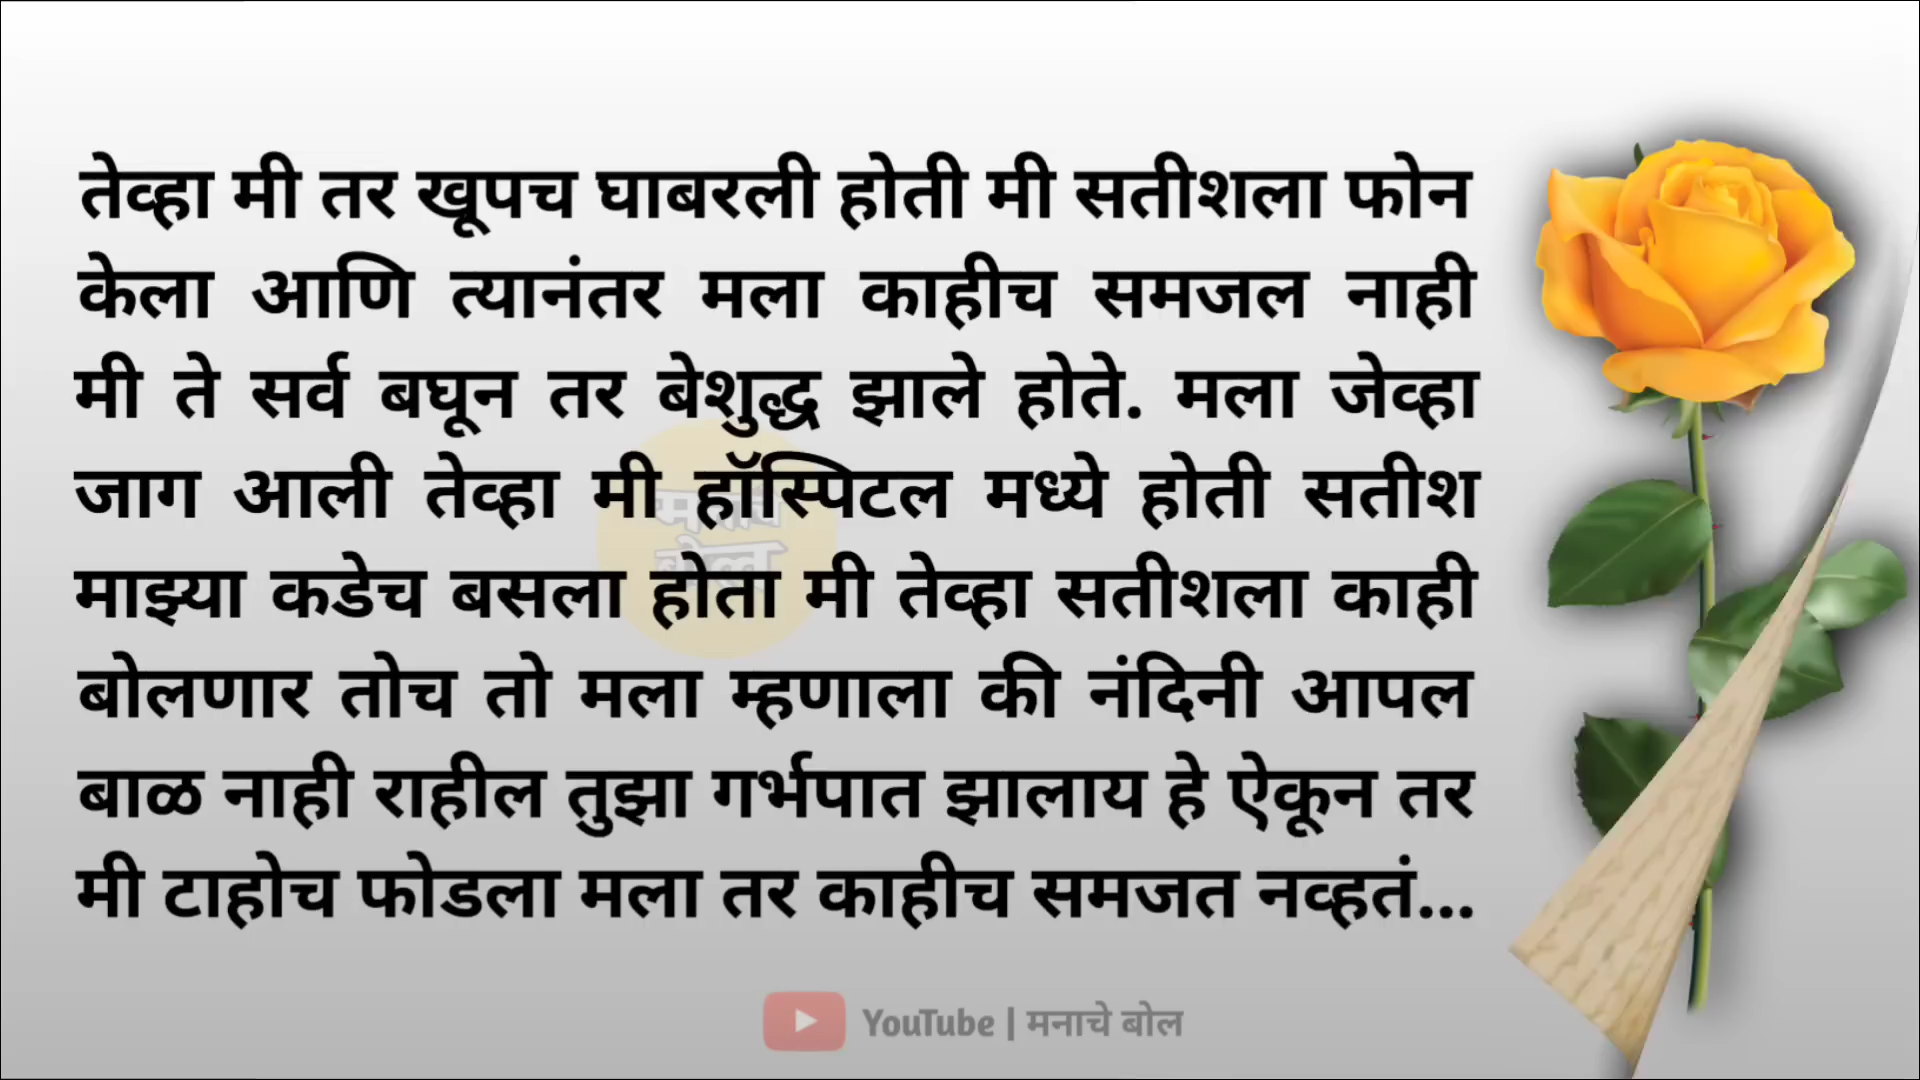 तेव्हा मी तर खूपच घाबरली होती मी सतीशला फोन
केला आणि त्यानंतर मला काहीच समजल नाही
मी ते सर्व बघून तर बेशुद्ध झाले होते. मला जेव्हा
जाग आली तेव्हा मी हॉस्पिटल मध्ये होती सतीश
माझ्या कडेच बसला होता मी तेव्हा सतीशला काही
बोलणार तोच तो मला म्हणाला की नंदिनी आपल
बाळ नाही राहील तुझा गर्भपात झालाय हे ऐकून तर
मी टाहोच फोडला मला तर काहीच समजत नव्हतं...
मनाचे
बोल
YouTube | मनाचे बोल